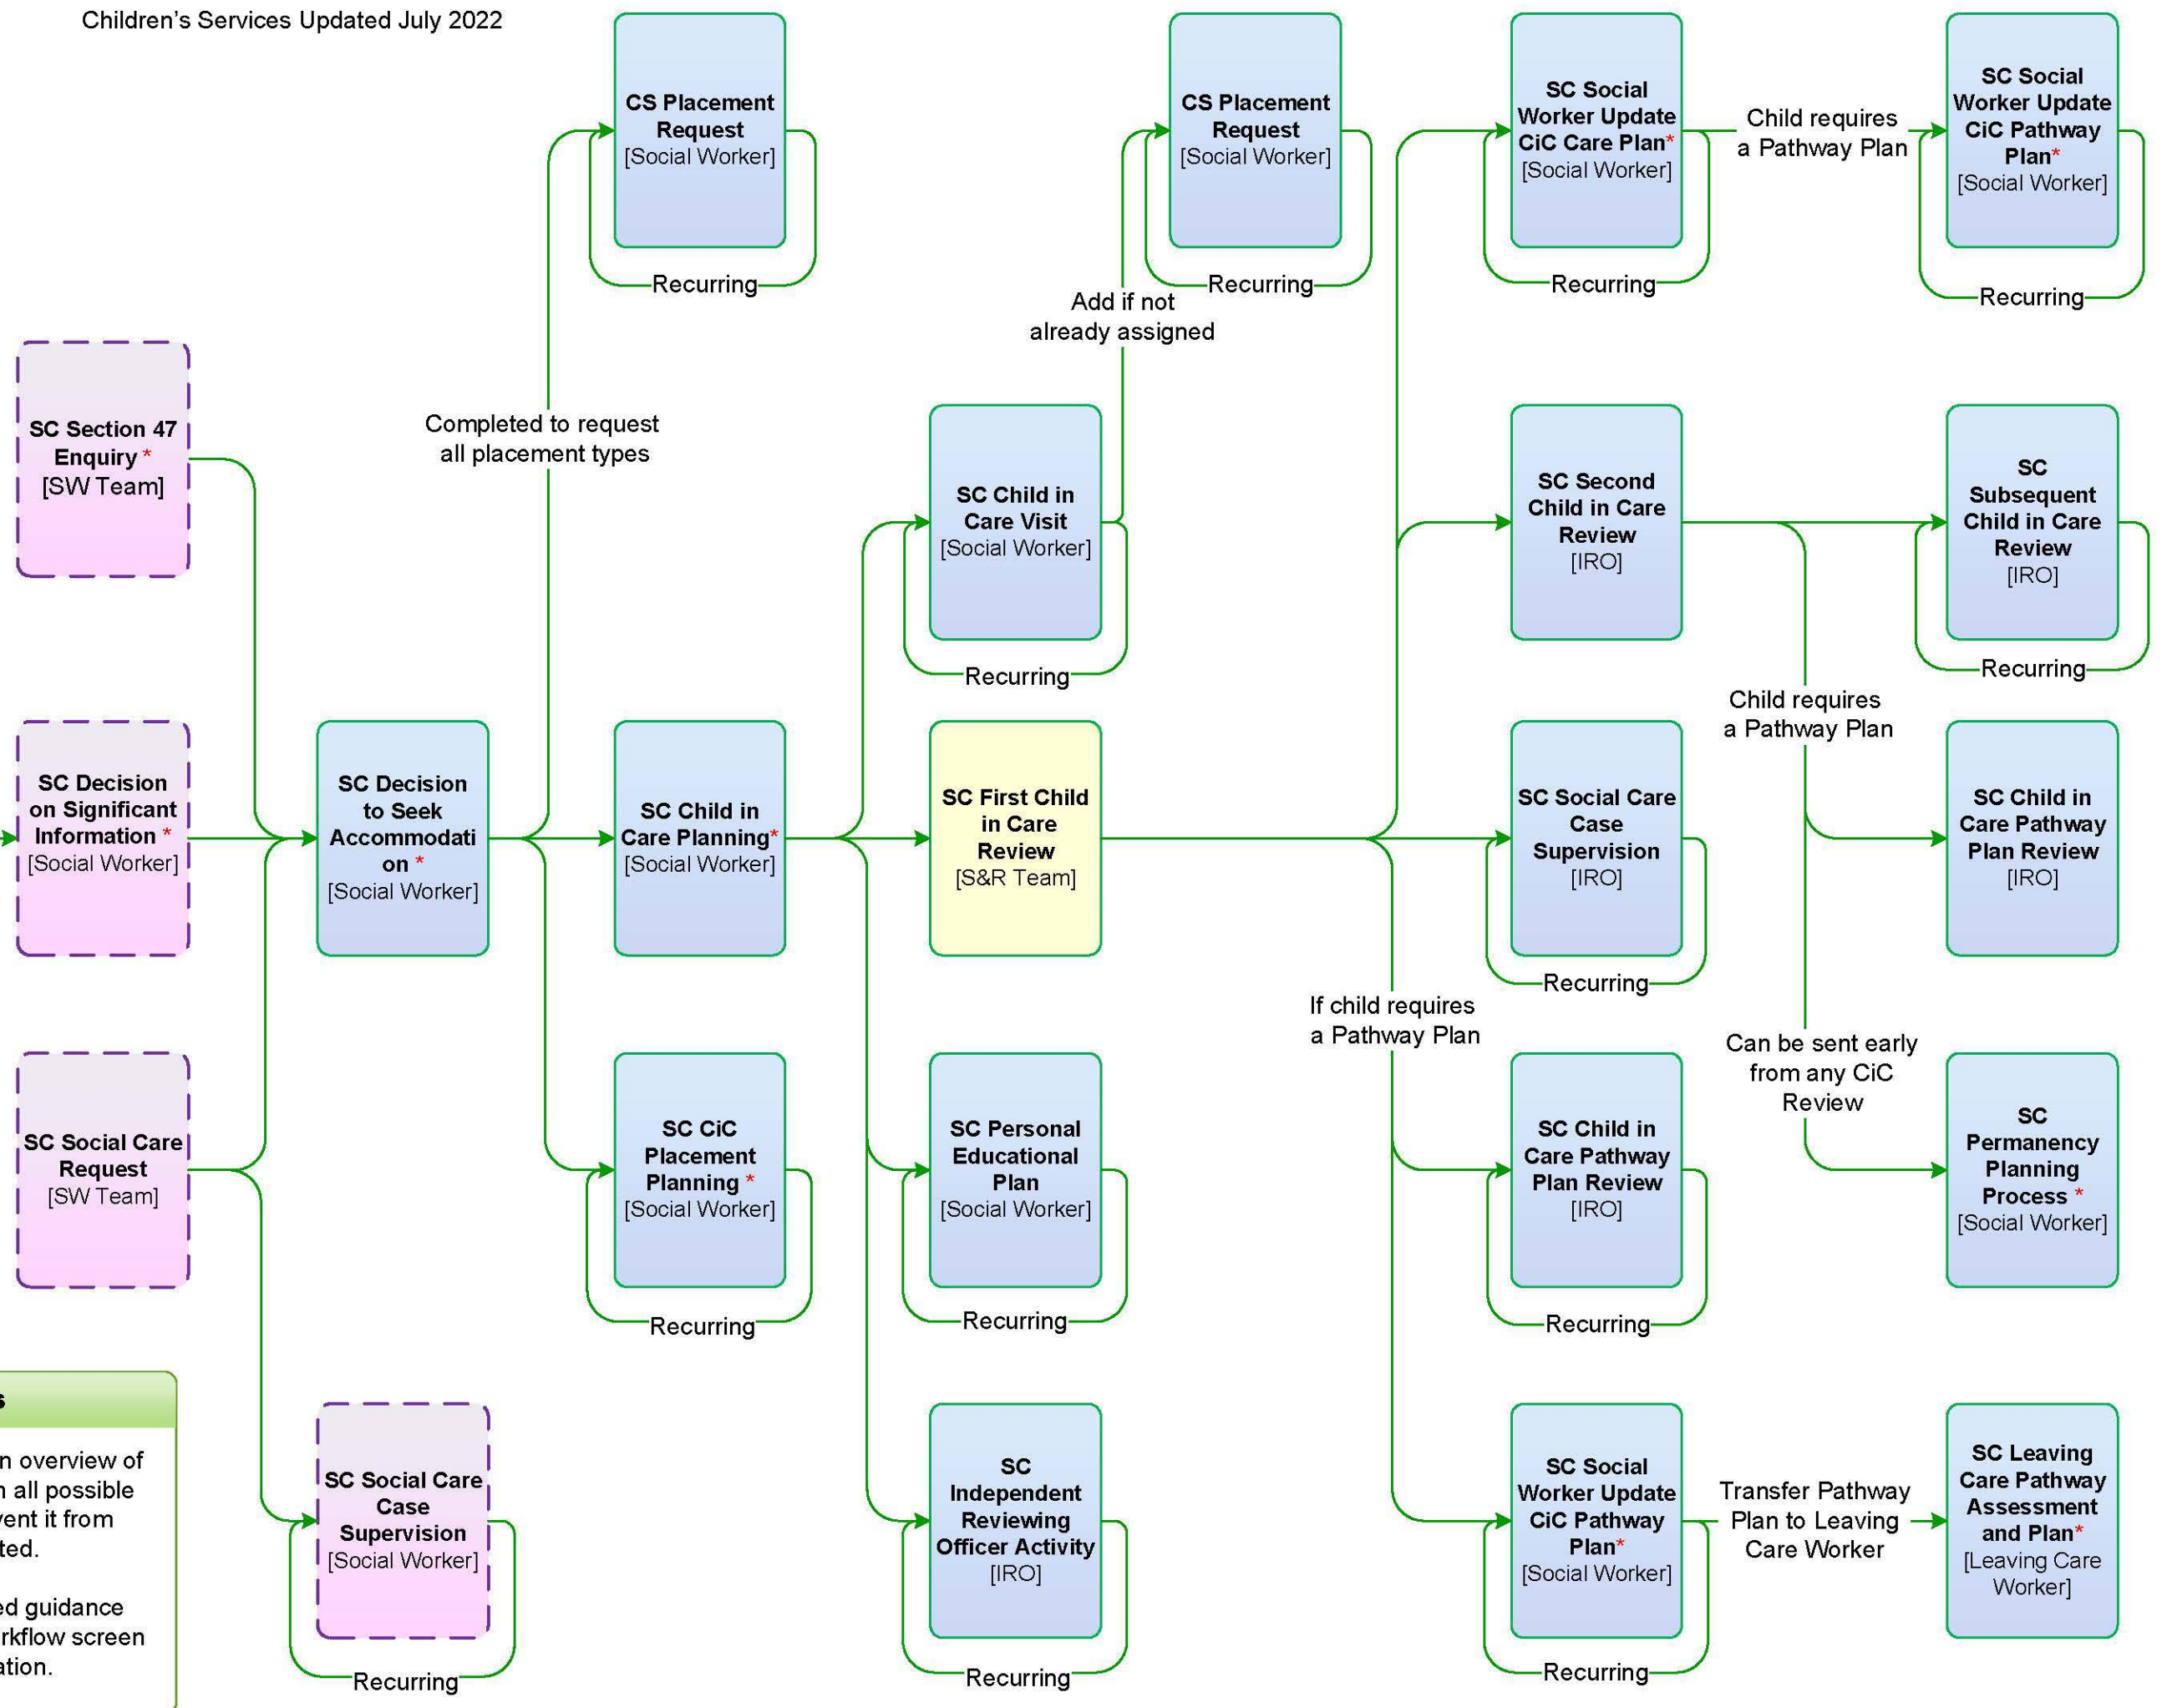 Children's Services Updated July 2022
CS Placement
Request
[Social Worker]
Recurring
CS Placement
Request
[Social Worker]
Recurring
SC Social
Worker Update
CiC Care Plan*
[Social Worker]
Recurring
Child requires
a Pathway Plan
SC Social
Worker Update
CiC Pathway
Plan*
[Social Worker]
Recurring
Add if not
already assigned
SC Section 47
Enquiry *
[SW Team]
Completed to request
all placement types
SC Child in
Care Visit
[Social Worker]
Recurring
SC Second
Child in Care
Review
[IRO]
SC
Subsequent
Child in Care
Review
[IRO]
Recurring
Child requires
a Pathway Plan
SC Decision
on Significant
Information *
[Social Worker]
SC Decision
to Seek
Accommodati
on *
[Social Worker]
SC Child in
Care Planning*
[Social Worker]
SC First Child
in Care
Review
[S&R Team]
SC Social Care
Case
Supervision
[IRO]
Recurring
SC Child in
Care Pathway
Plan Review
[IRO]
If child requires
a Pathway Plan
Can be sent early
from any CiC
Review
SC Social Care
Request
[SW Team]
SC CiC
Placement
Planning *
[Social Worker]
Recurring
SC Personal
Educational
Plan
[Social Worker]
Recurring
SC Child in
Care Pathway
Plan Review
[IRO]
Recurring
SC
Permanency
Planning
Process *
[Social Worker]
s
n overview of
n all possible
vent it from
ted.
ed guidance
rkflow screen
ation.
SC Social Care
Case
Supervision
[Social Worker]
Recurring
SC
Independent
Reviewing
Officer Activity
[IRO]
Recurring
SC Social
Worker Update
CiC Pathway
Plan*
[Social Worker]
Recurring
Transfer Pathway
Plan to Leaving
Care Worker
SC Leaving
Care Pathway
Assessment
and Plan*
[Leaving Care
Worker]